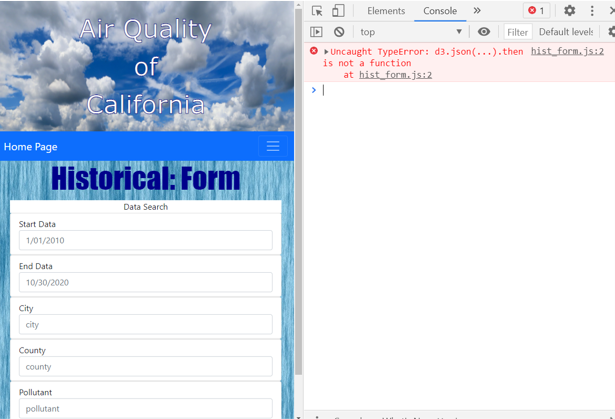 Air Quality
of
California
Home Page
Historical: Form
Data Search
Start Data
1/01/2010
End Data
10/30/2020
City
city
County
county
Pollutant
pollutant
Elements Console » 1
top Filter Default level
Uncaught TypeError: d3.json(...).then hist_form.js:2
is not a function
at hist_form.js:2